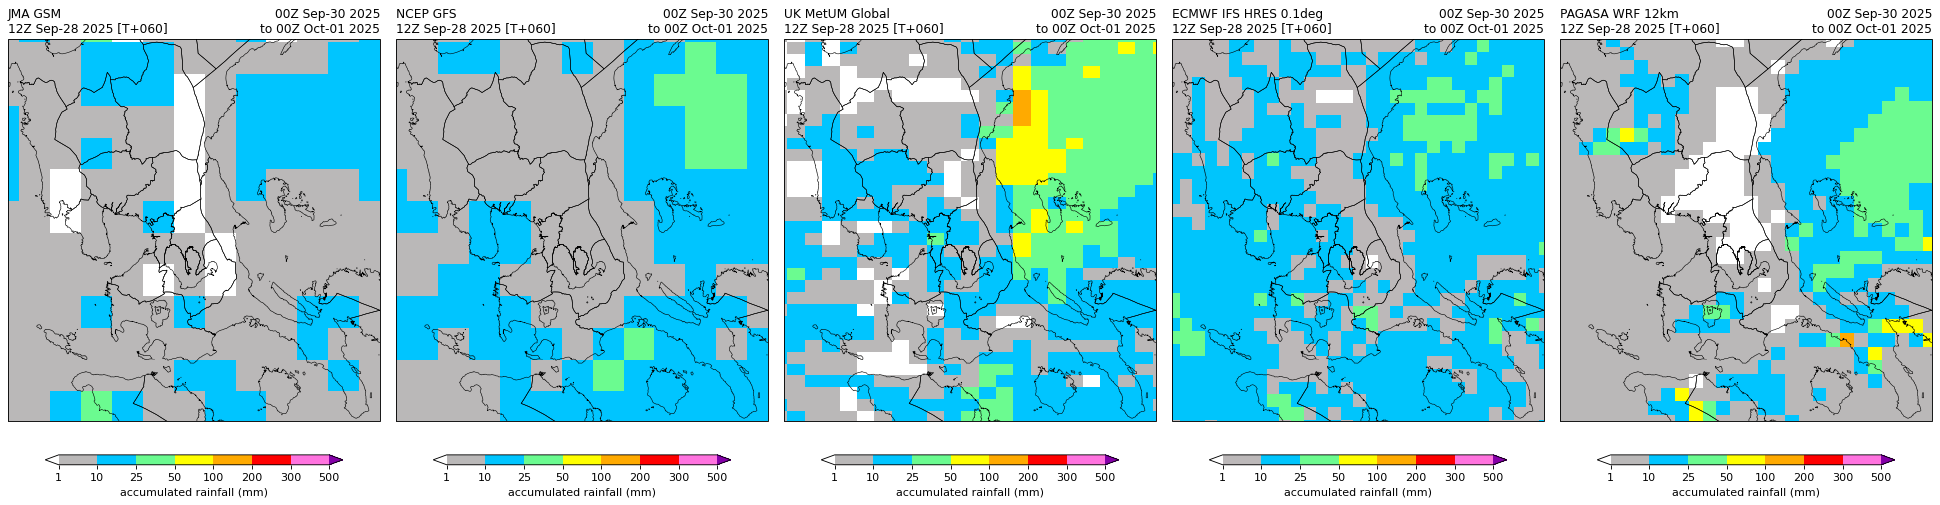 JMA GSM 00Z Sep-30 2025
12Z Sep-28 2025 [T+060] to 00Z Oct-01 2025
NCEP GFS 00Z Sep-30 2025
12Z Sep-28 2025 [T+060] to 00Z Oct-01 2025
UK MetUM Global 00Z Sep-30 2025
12Z Sep-28 2025 [T+060] to 00Z Oct-01 2025
ECMWF IFS HRES 0.1deg 00Z Sep-30 2025
12Z Sep-28 2025 [T+060] to 00Z Oct-01 2025
PAGASA WRF 12km 00Z Sep-30 2025
12Z Sep-28 2025 [T+060] to 00Z Oct-01 2025
1 10 25 50 100 200 300 500
accumulated rainfall (mm)
1 10 25 50 100 200 300 500
accumulated rainfall (mm)
1 10 25 50 100 200 300 500
accumulated rainfall (mm)
1 10 25 50 100 200 300 500
accumulated rainfall (mm)
1 10 25 50 100 200 300 500
accumulated rainfall (mm)